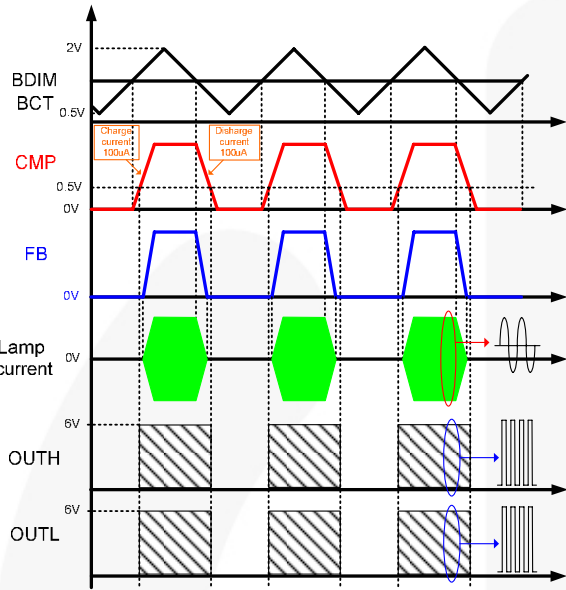 2V
BDIM
BCT
0.5V
Charge
current
100uA
Disharge
current
100uA
CMP
0.5V
0V
FB
0V
Lamp
current
0V
6V
OUTH
6V
OUTL